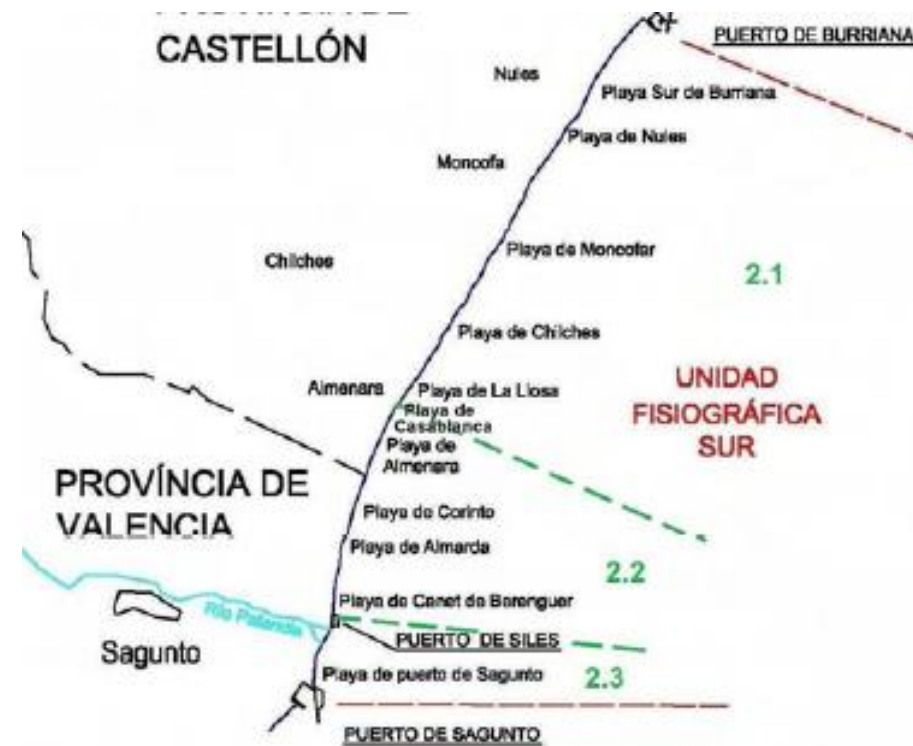 PROVINCIA DE
CASTELLÓN
PUERTO DE BURRIANA
Nules
Playa Sur de Burriana
Playa de Nules
Moncofa
Playa de Moncofar
2.1
Chilches
Playa de Chilches
UNIDAD
FISIOGRÁFICA
SUR
Almenara
Playa de La Llosa
Playa de
Casablanca
Playa de
Almenara
PROVÍNCIA DE
VALENCIA
Playa de Corinto
Playa de Almarda
2.2
Playa de Canet de Berenguer
Río Palancia
PUERTO DE SILES
Sagunto
Playa de puerto de Sagunto
2.3
PUERTO DE SAGUNTO